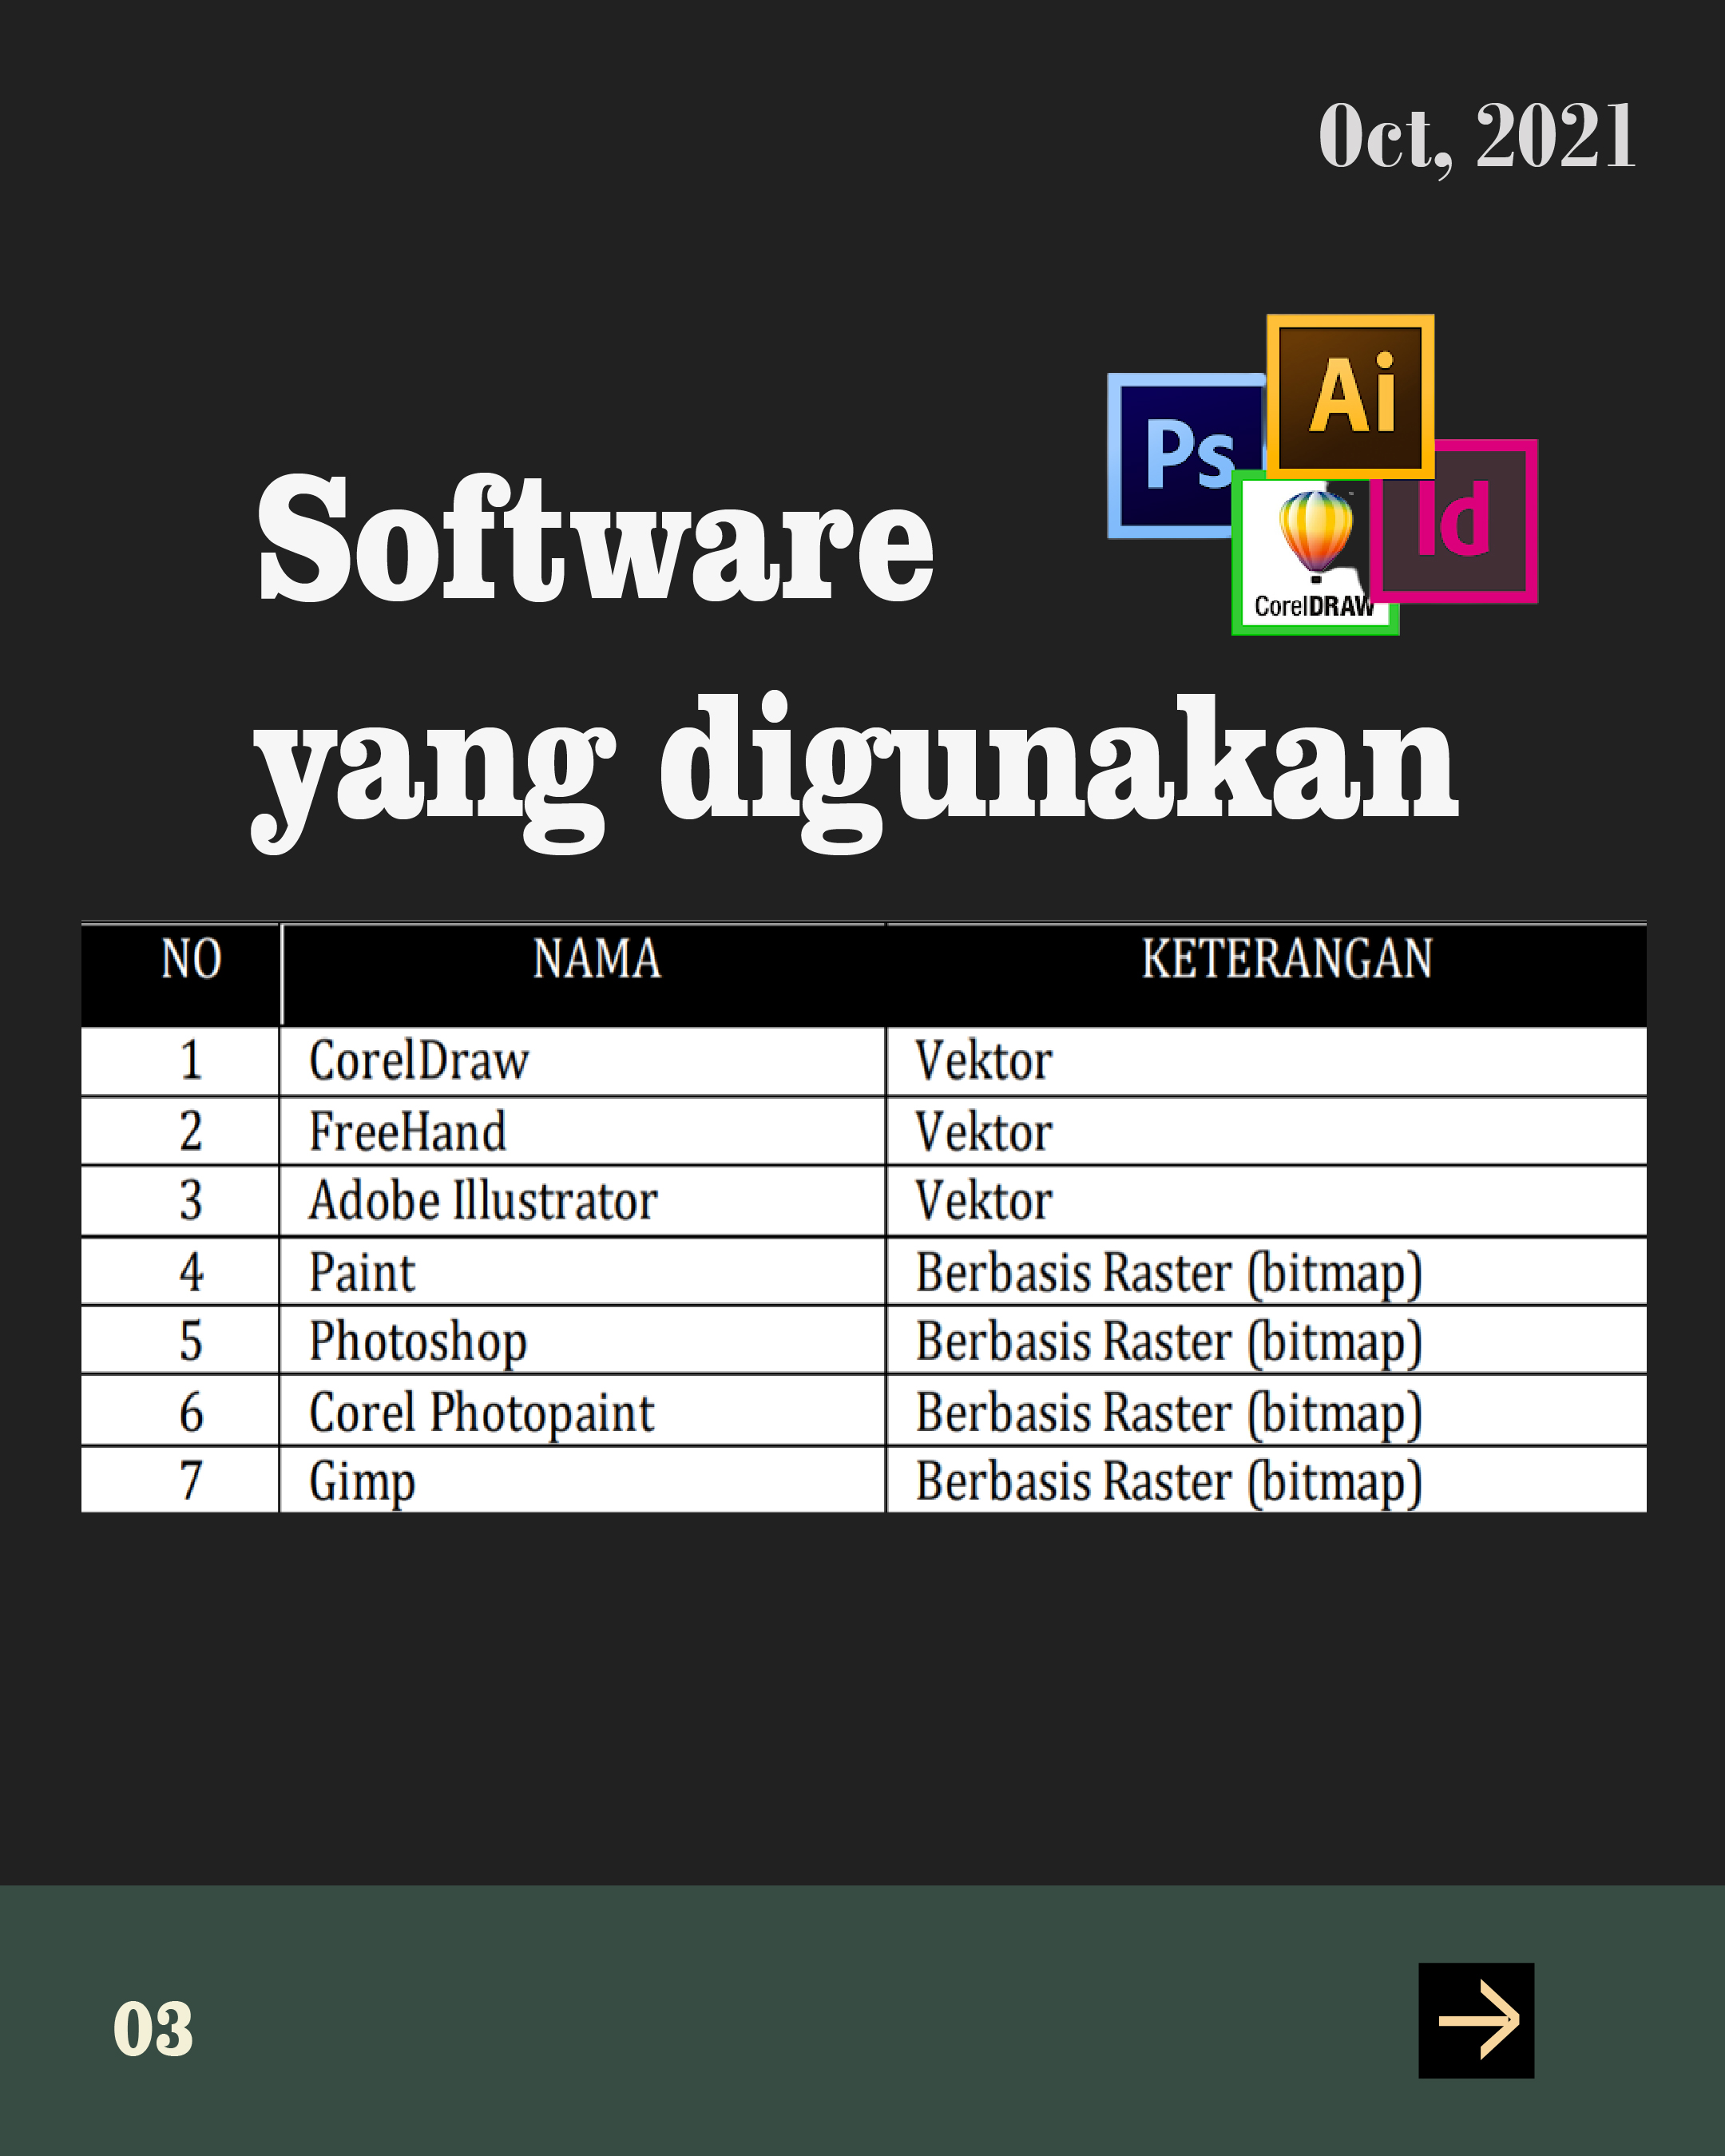 Oct, 2021
Ai
Ps
Id
CorelDRAW
Software
yang digunakan
NO NAMA KETERANGAN
1 CorelDraw Vektor
2 FreeHand Vektor
3 Adobe Illustrator Vektor
4 Paint Berbasis Raster (bitmap)
5 Photoshop Berbasis Raster (bitmap)
6 Corel Photopaint Berbasis Raster (bitmap)
7 Gimp Berbasis Raster (bitmap)
03